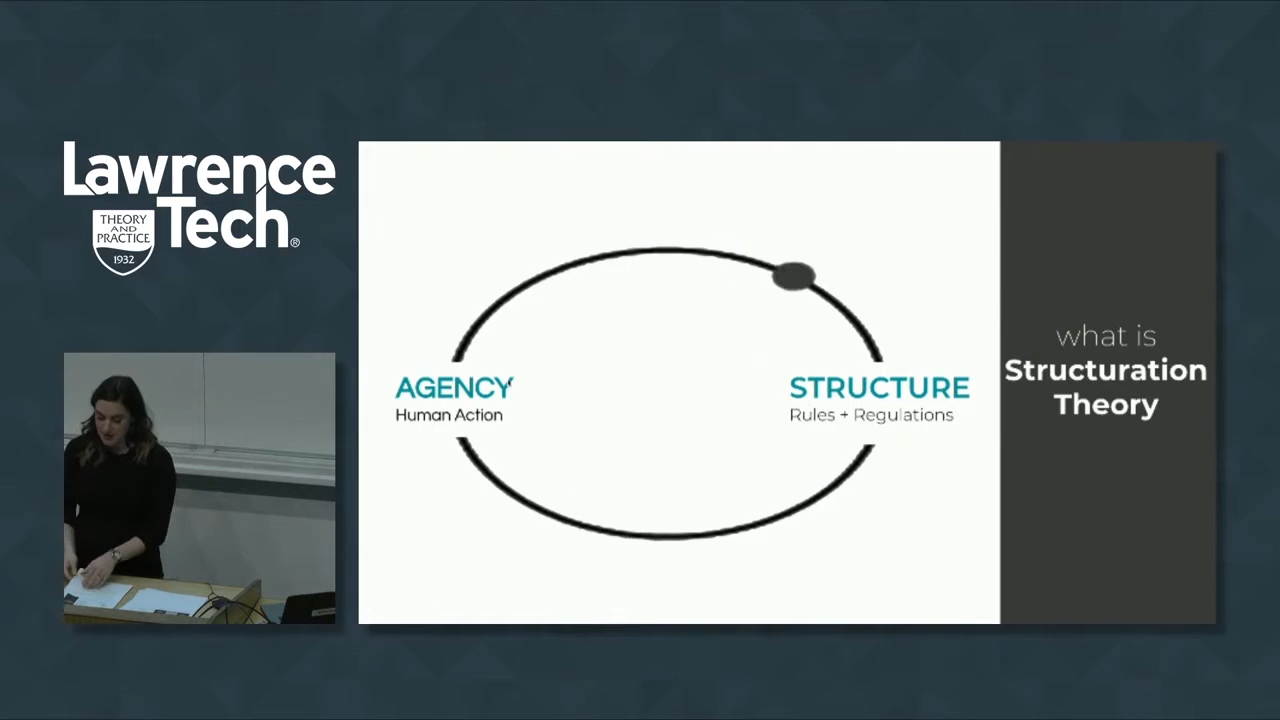 Lawrence
Tech®
THEORY
AND
PRACTICE
1932
AGENCY
Human Action
STRUCTURE
Rules + Regulations
what is
Structuration
Theory